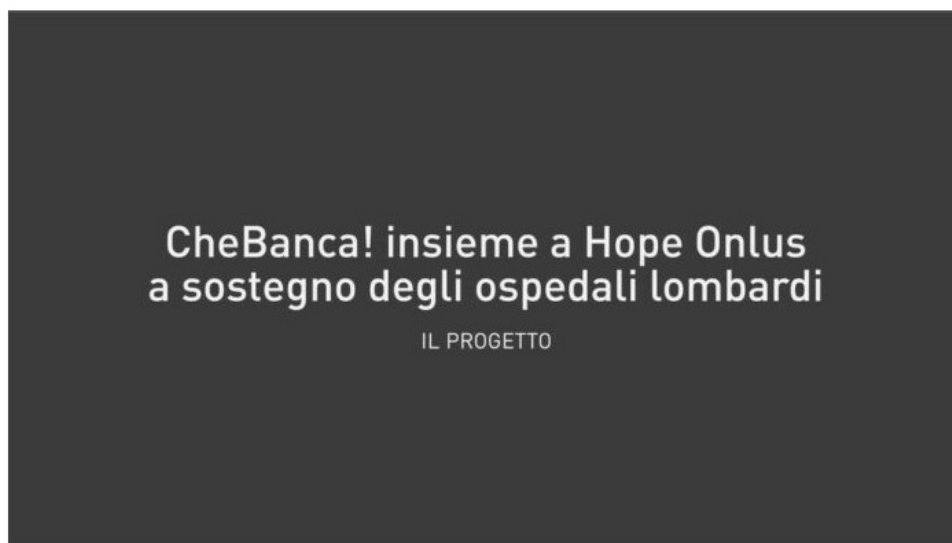 CheBanca! insieme a Hope Onlus
a sostegno degli ospedali lombardi
IL PROGETTO